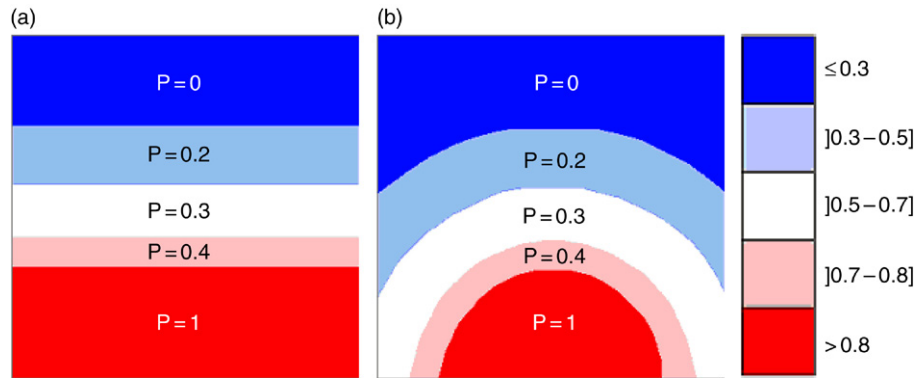 (a)
P = 0
P = 0.2
P = 0.3
P = 0.4
P = 1
(b)
P = 0
P = 0.2
P = 0.3
P = 0.4
P = 1
≤ 0.3
]0.3 – 0.5]
]0.5 – 0.7]
]0.7 – 0.8]
> 0.8